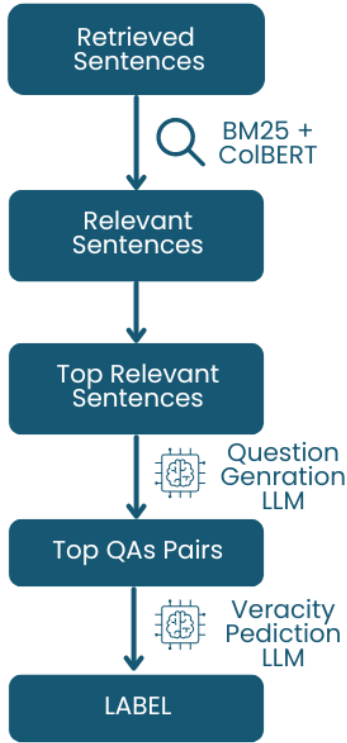 Retrieved
Sentences
BM25 +
ColBERT
Relevant
Sentences
Top Relevant
Sentences
Question
Genration
LLM
Top QAs Pairs
Veracity
Pediction
LLM
LABEL